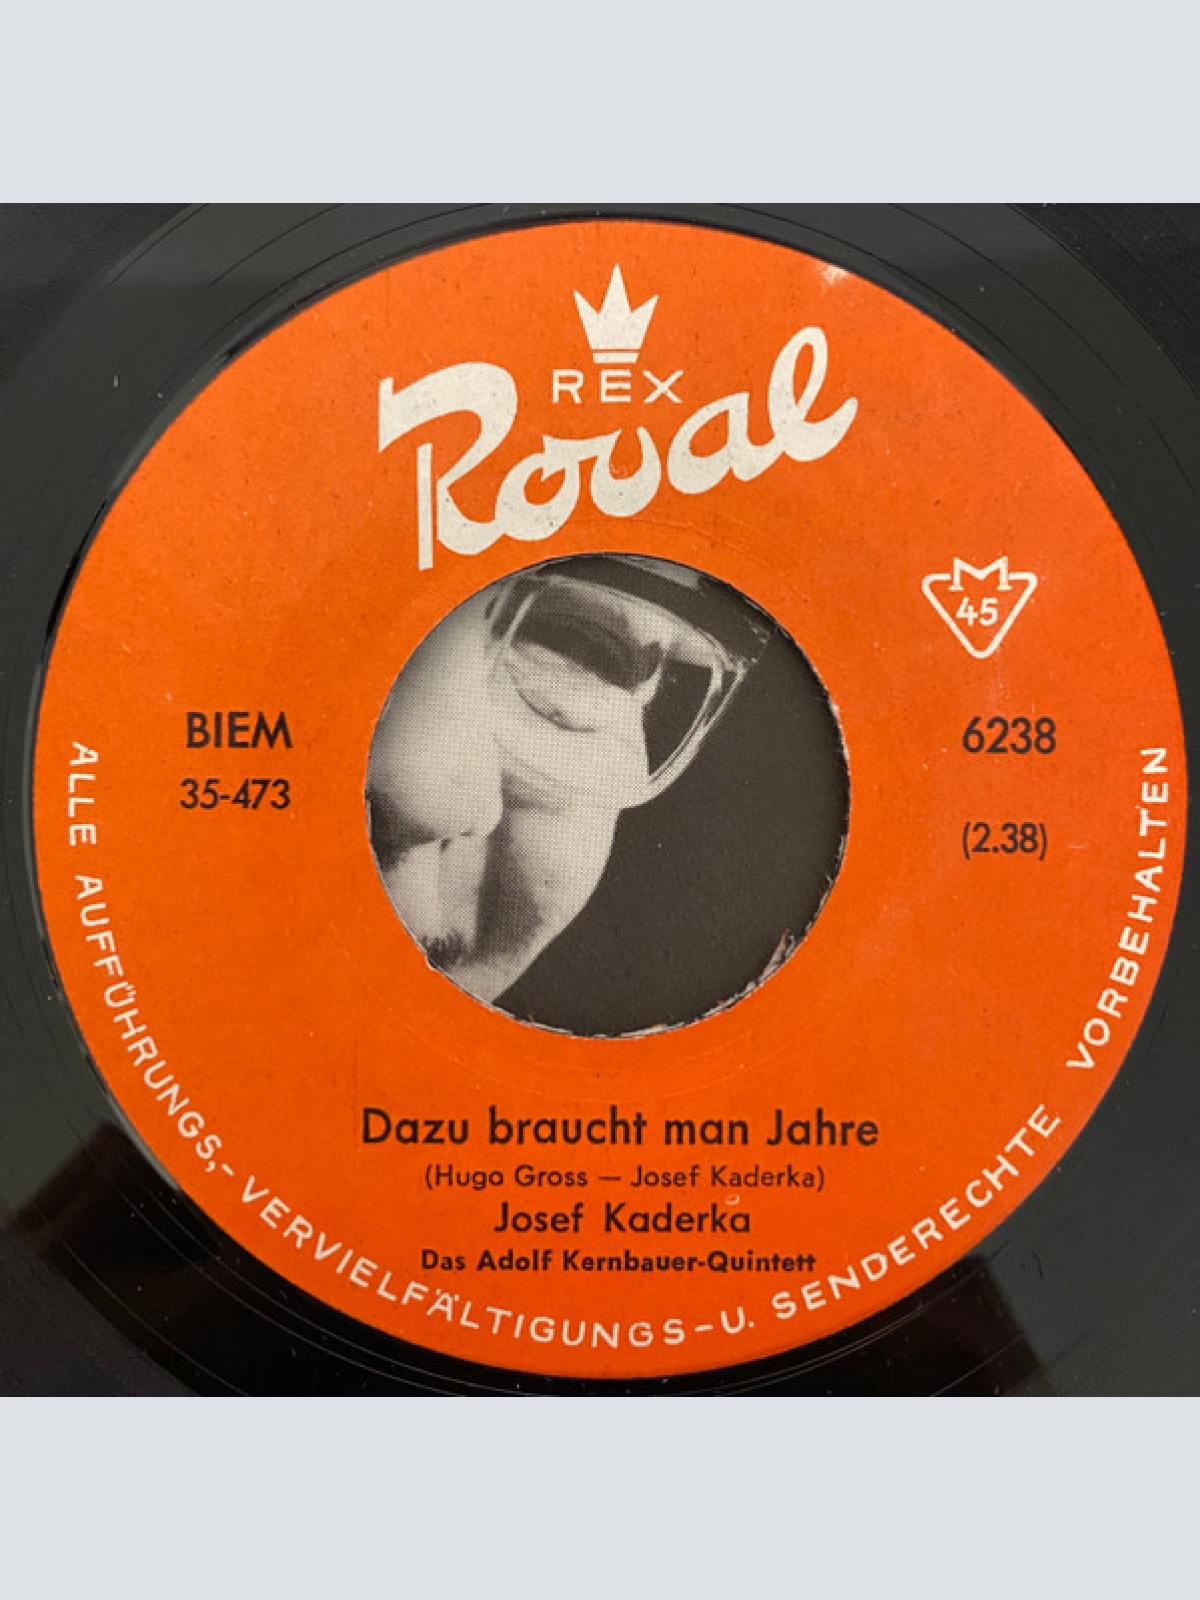 REX
Royal
45
BIEM
35-473
6238
(2.38)
Dazu braucht man Jahre
(Hugo Gross — Josef Kaderka)
Josef Kaderka
Das Adolf Kernbauer-Quintett
ALLE AUFFÜHRUNGS,- VERVIELFÄLTIGUNGS-U. SENDERECHTE VORBEHALTEN